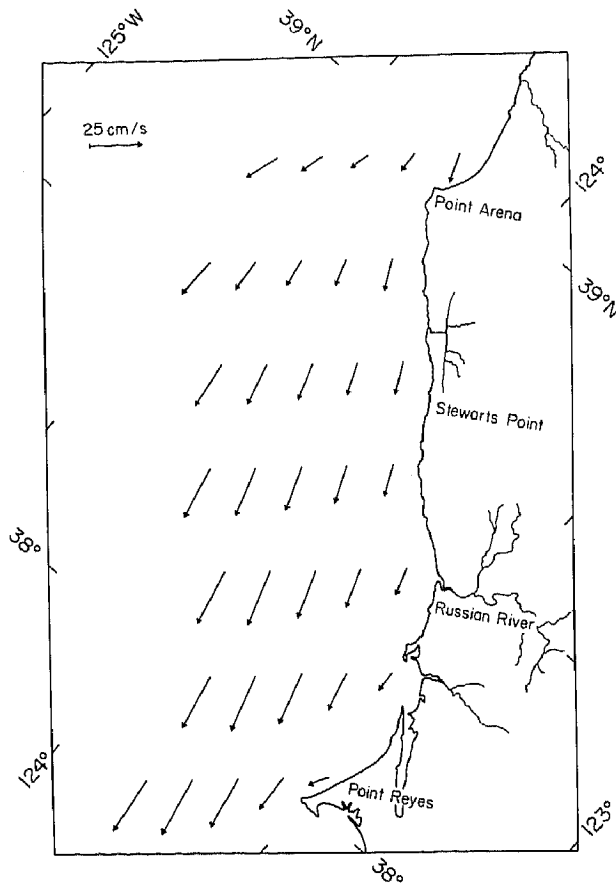 125°W
39°N
25 cm/s
124°
Point Arena
39°N
Stewarts Point
38°
Russian River
124°
Point Reyes
123°
38°